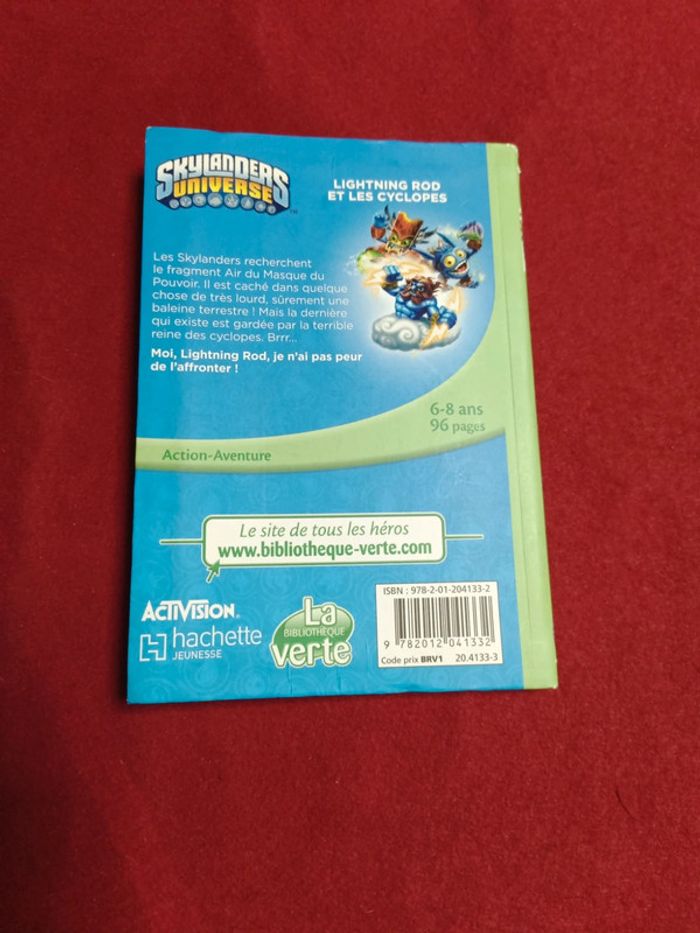 SKYLANDERS
UNIVERSE
TM
LIGHTNING ROD
ET LES CYCLOPES
Les Skylanders recherchent
le fragment Air du Masque du
Pouvoir. Il est caché dans quelque
chose de très lourd, sûrement une
baleine terrestre ! Mais la dernière
qui existe est gardée par la terrible
reine des cyclopes. Brrr...
Moi, Lightning Rod, je n'ai pas peur
de l'affronter !
6-8 ans
96 pages
Action-Aventure
Le site de tous les héros
www.bibliotheque-verte.com
ACTIVISION.
hachette
JEUNESSE
La
BIBLIOTHÈQUE
verte
ISBN : 978-2-01-204133-2
9 782012 041332
Code prix BRV1 20.4133-3